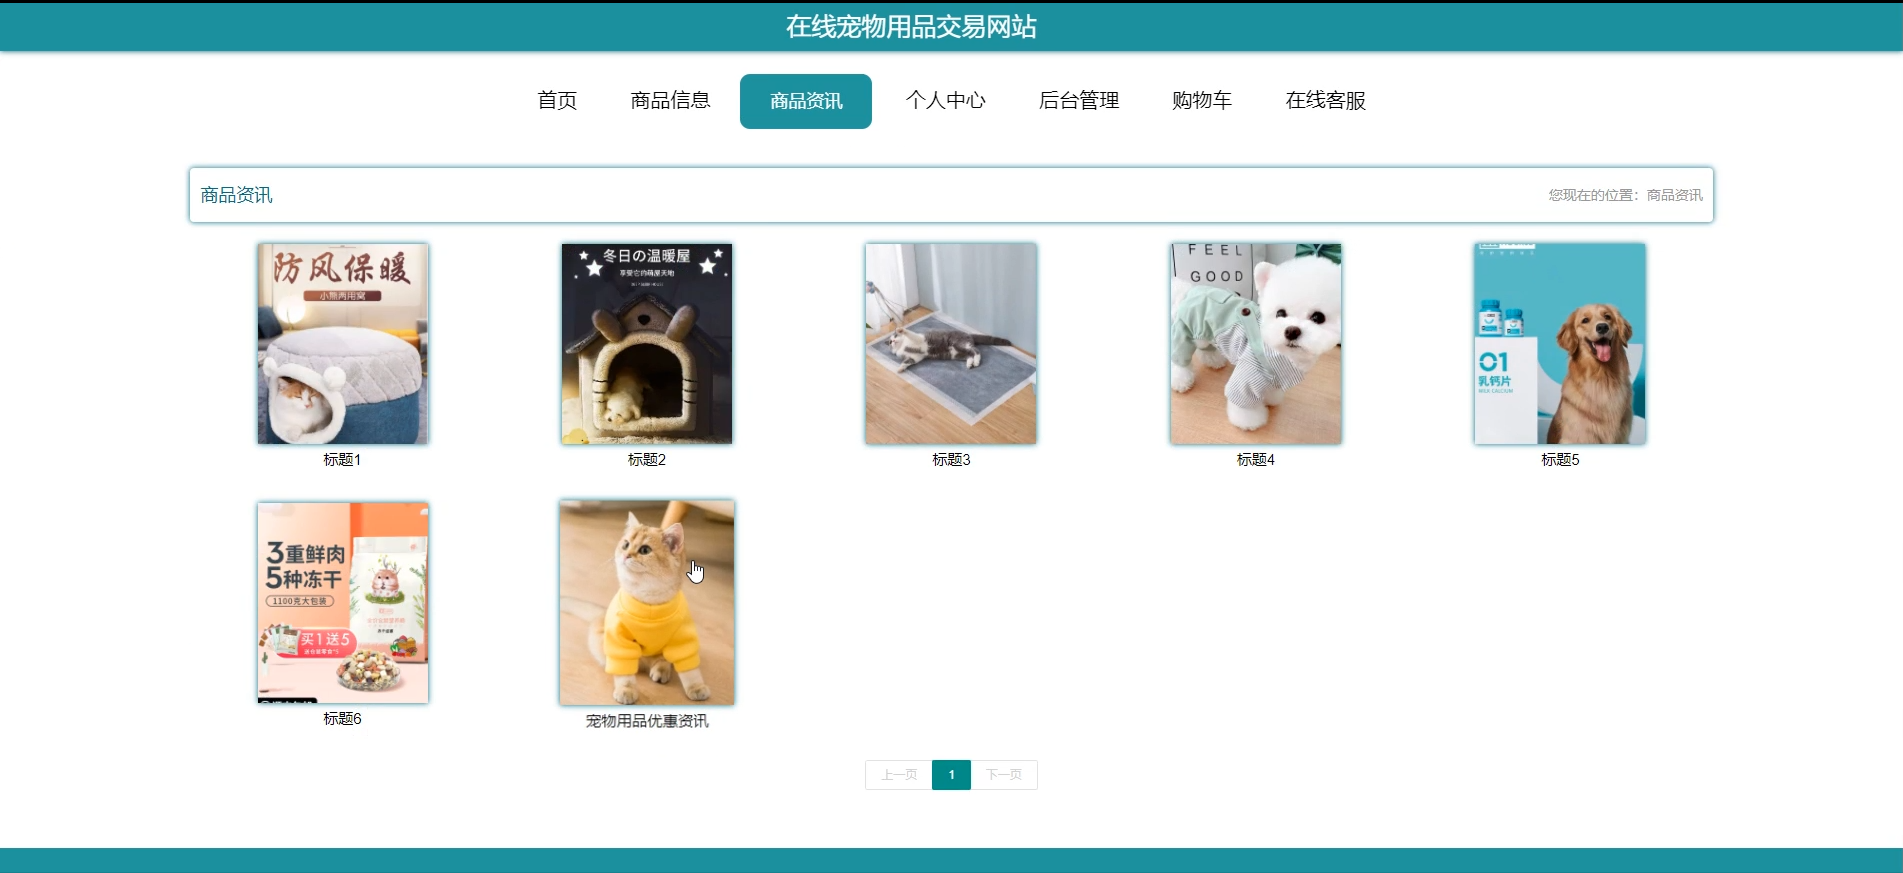 在线宠物用品交易网站
首页
商品信息
商品资讯
个人中心
后台管理
购物车
在线客服
商品资讯
您现在的位置：商品资讯
防风保暖
小熊两用窝
冬日の温暖屋
享受它的萌屋天地
FEEL
GOOD
01
乳钙片
MILK CALCIUM
标题1
标题2
标题3
标题4
标题5
3重鲜肉
5种冻干
1100克大包装
买1送5
标题6
宠物用品优惠资讯
上一页
1
下一页